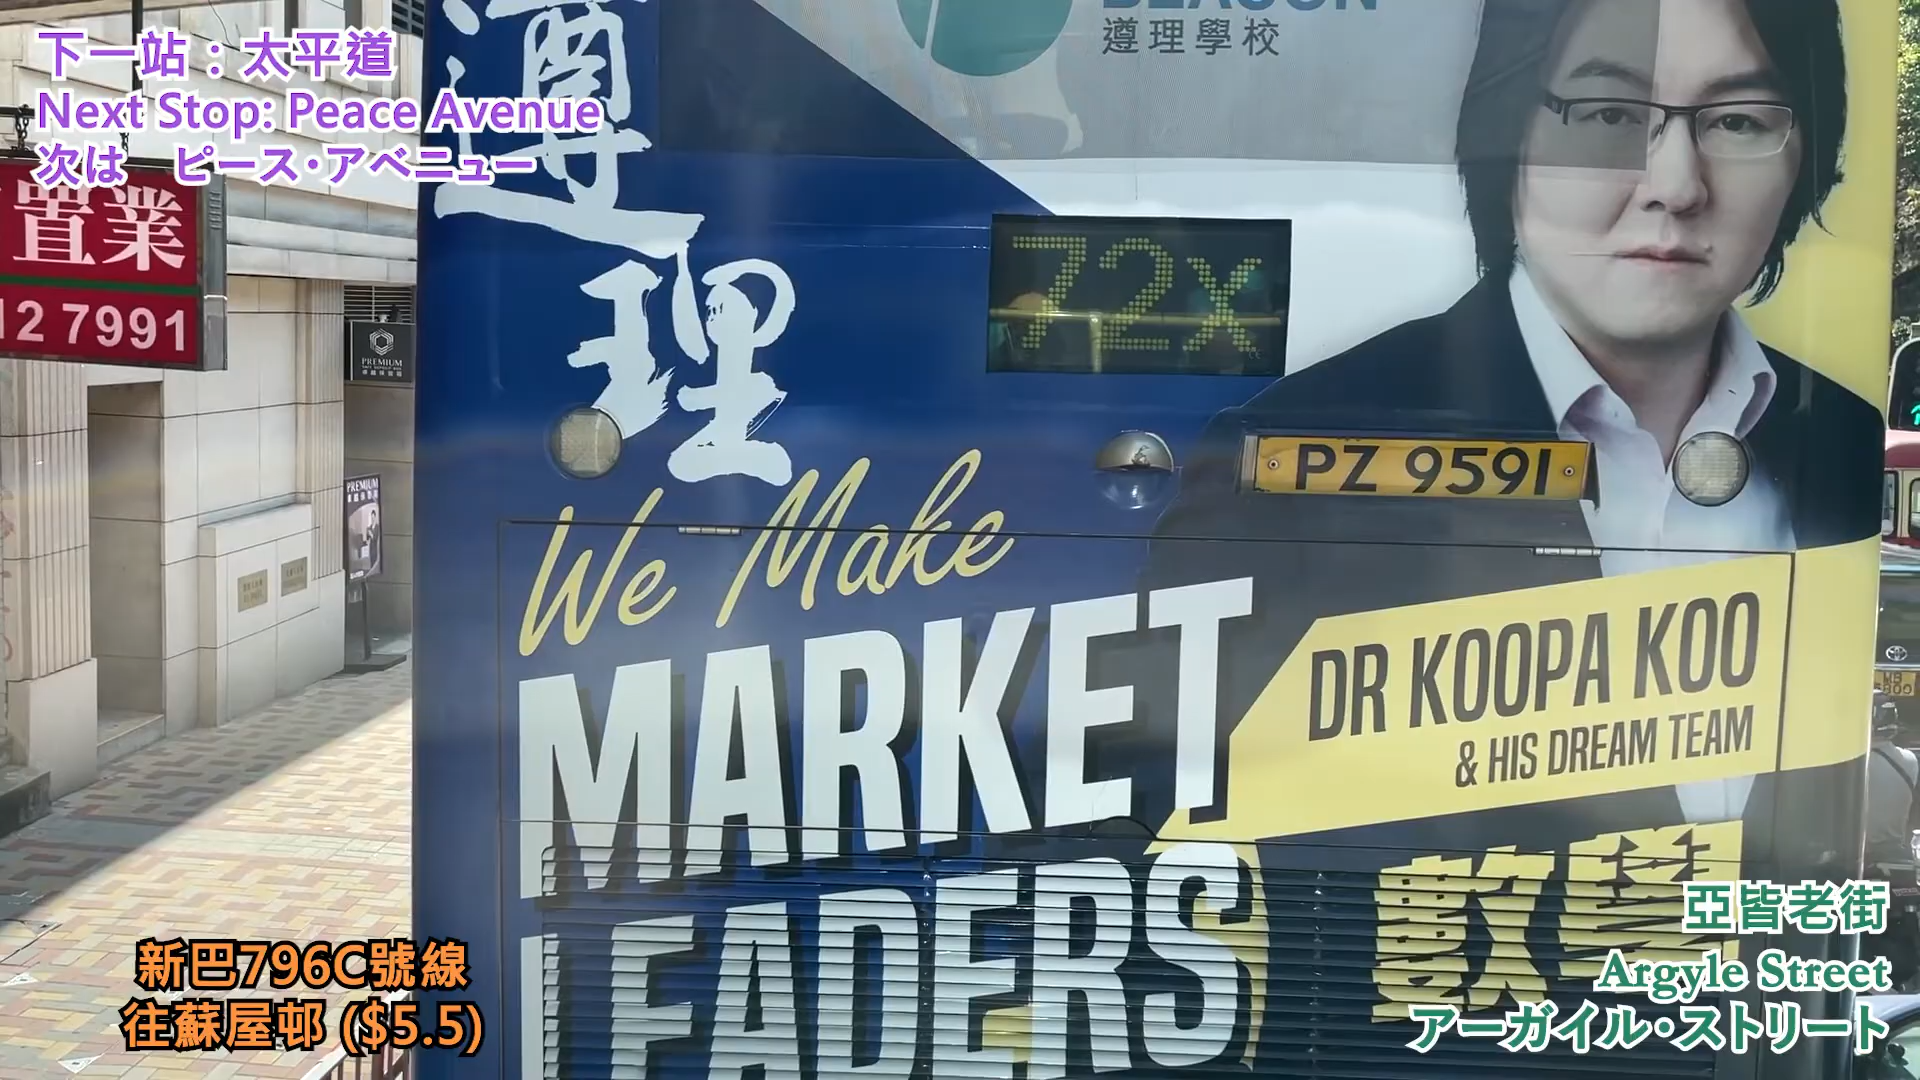 下一站：太平道
Next Stop: Peace Avenue
次は　ピース・アベニュー
置業
12 7991
PREMIUM
PREMIUM
遵理
BEACON
遵理學校
72X
PZ 9591
We Make
MARKET
LEADERS
DR KOOPA KOO
& HIS DREAM TEAM
數學
新巴796C號線
往蘇屋邨 ($5.5)
亞皆老街
Argyle Street
アーガイル・ストリート